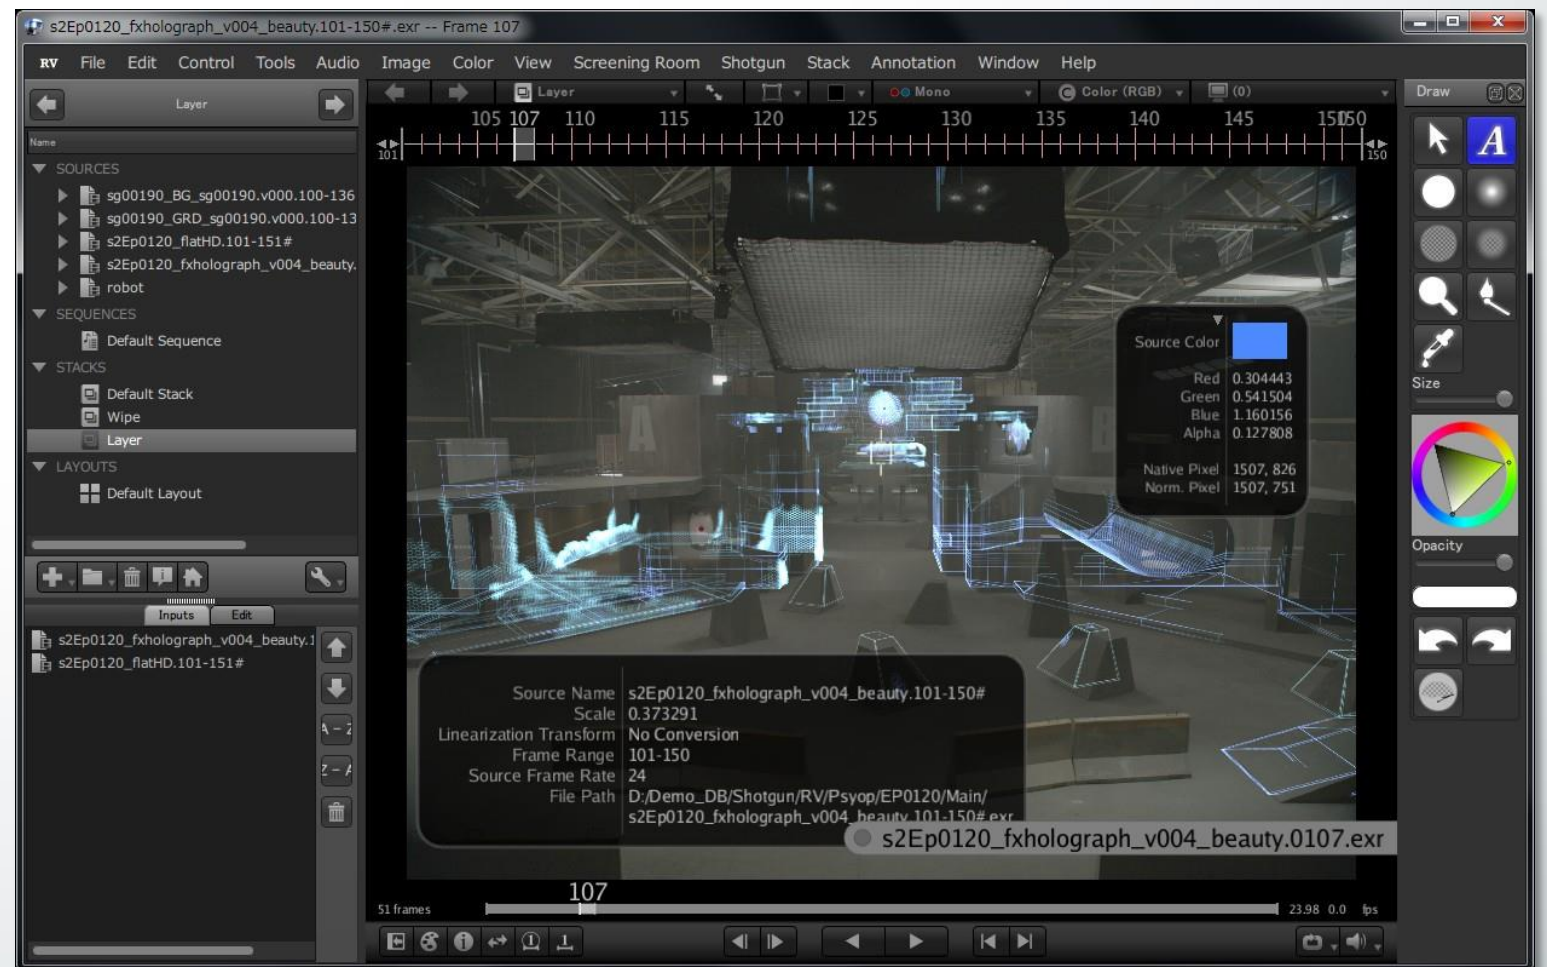 s2Ep0120_fxholograph_v004_beauty.101-150#.exr -- Frame 107
RV File Edit Control Tools Audio Image Color View Screening Room Shotgun Stack Annotation Window Help
Layer
Layer
Mono
Color (RGB)
(0)
Draw
105 107 110 115 120 125 130 135 140 145 150
101
150
Name
SOURCES
sg00190_BG_sg00190.v000.100-136
sg00190_GRD_sg00190.v000.100-13
s2Ep0120_flatHD.101-151#
s2Ep0120_fxholograph_v004_beauty.
robot
SEQUENCES
Default Sequence
STACKS
Default Stack
Wipe
Layer
LAYOUTS
Default Layout
Inputs Edit
s2Ep0120_fxholograph_v004_beauty.1
s2Ep0120_flatHD.101-151#
A - Z
Z - A
A
Source Color
Red 0.304443
Green 0.541504
Blue 1.160156
Alpha 0.127808
Native Pixel 1507, 826
Norm. Pixel 1507, 751
Source Name s2Ep0120_fxholograph_v004_beauty.101-150#
Scale 0.373291
Linearization Transform No Conversion
Frame Range 101-150
Source Frame Rate 24
File Path D:/Demo_DB/Shotgun/RV/Psyop/EP0120/Main/
s2Ep0120_fxholograph_v004_beauty.101-150#.exr
s2Ep0120_fxholograph_v004_beauty.0107.exr
107
51 frames
23.98 0.0 fps
A
Size
Opacity